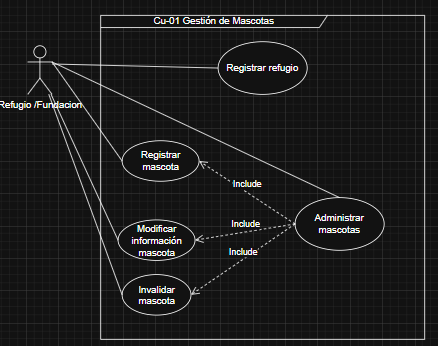 Cu-01 Gestión de Mascotas
Registrar refugio
Refugio /Fundacion
Registrar
mascota
Include
Administrar
mascotas
Include
Modificar
información
mascota
Include
Invalidar
mascota